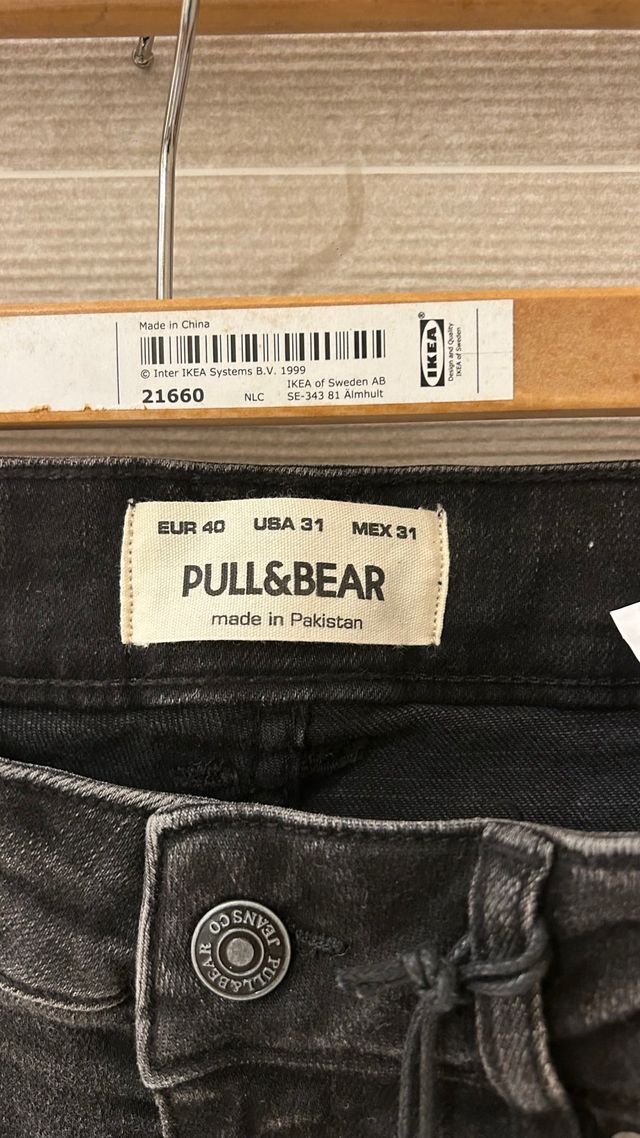 Made in China
© Inter IKEA Systems B.V. 1999
21660 NLC IKEA of Sweden AB
SE-343 81 Älmhult
IKEA®
Design and Quality
IKEA of Sweden
EUR 40 USA 31 MEX 31
PULL&BEAR
made in Pakistan
PULL&BEAR
JEANS CO